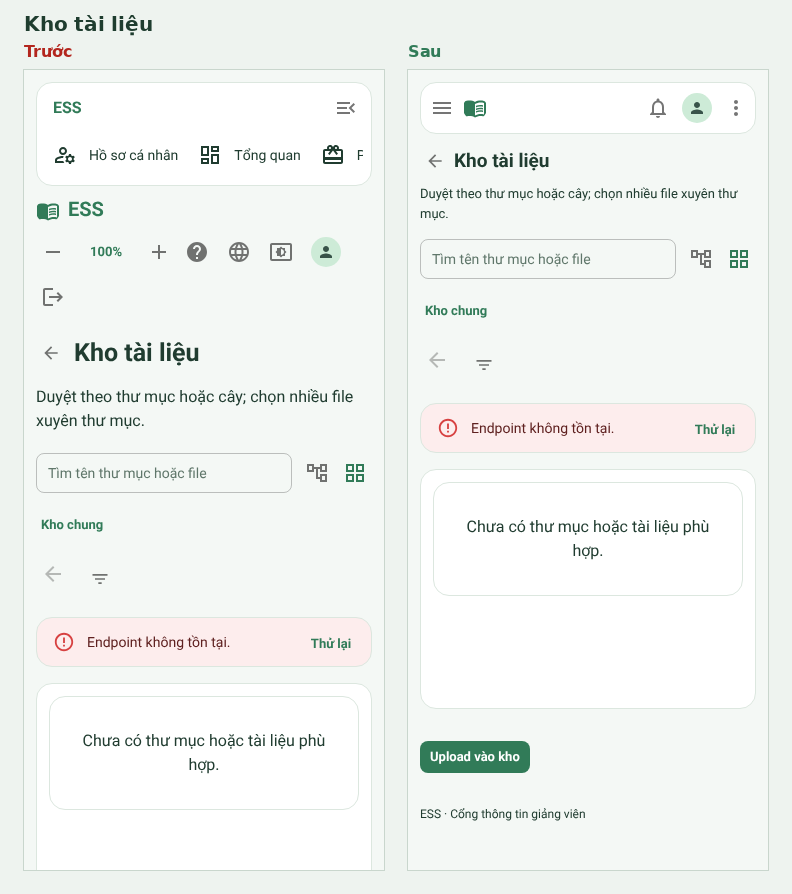 Kho tài liệu
Trước
ESS
Hồ sơ cá nhân
Tổng quan
ESS
100%
Kho tài liệu
Duyệt theo thư mục hoặc cây; chọn nhiều file
xuyên thư mục.
Tìm tên thư mục hoặc file
Kho chung
Endpoint không tồn tại.
Thử lại
Chưa có thư mục hoặc tài liệu phù
hợp.
Sau
Kho tài liệu
Duyệt theo thư mục hoặc cây; chọn nhiều file xuyên thư
mục.
Tìm tên thư mục hoặc file
Kho chung
Endpoint không tồn tại.
Thử lại
Chưa có thư mục hoặc tài liệu phù
hợp.
Upload vào kho
ESS · Cổng thông tin giảng viên